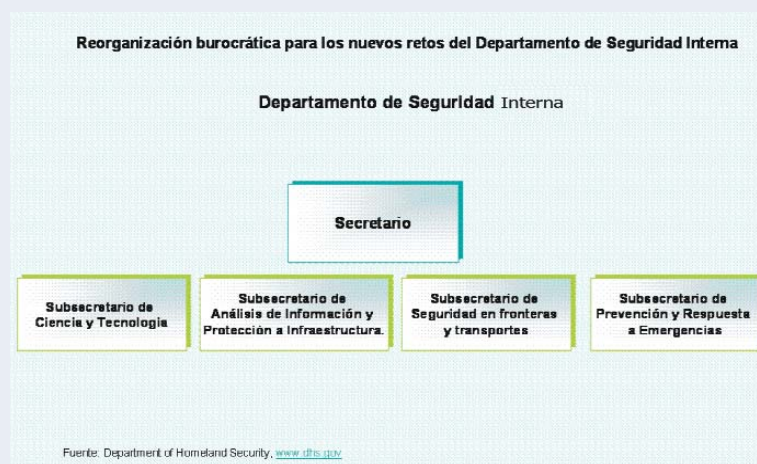 Reorganización burocrática para los nuevos retos del Departamento de Seguridad Interna
Departamento de Seguridad Interna
Secretario
Subsecretario de
Ciencia y Tecnologia
Subsecretario de
Análisis de Información y
Protección a Infraestructura.
Subsecretario de
Seguridad en fronteras
y transportes
Subsecretario de
Prevención y Respuesta
a Emergencias
Fuente: Department of Homeland Security, www.dhs.gov